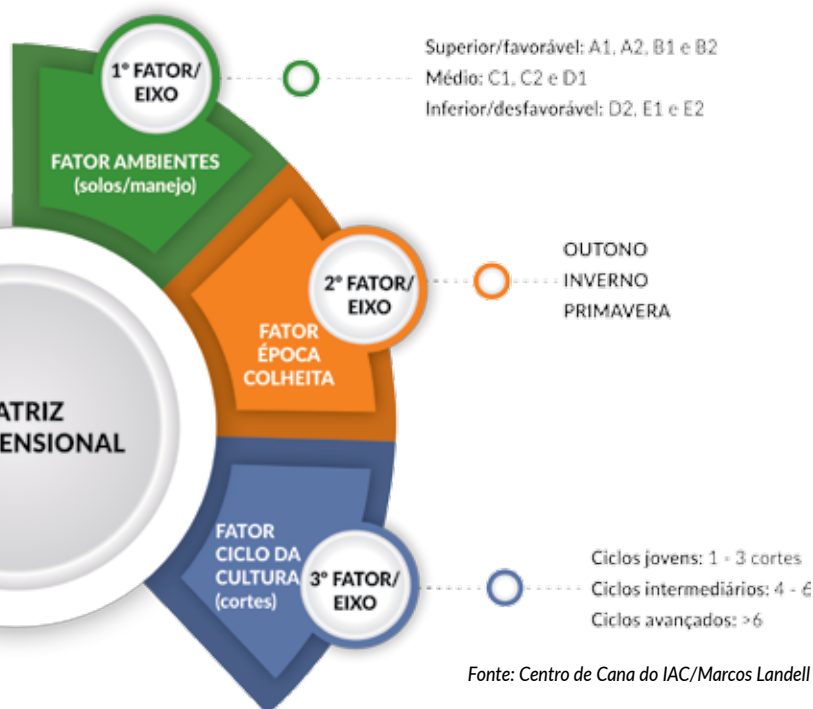 1º FATOR/
EIXO
FATOR AMBIENTES
(solos/manejo)
Superior/favorável: A1, A2, B1 e B2
Médio: C1, C2 e D1
Inferior/desfavorável: D2, E1 e E2
2º FATOR/
EIXO
FATOR
ÉPOCA
COLHEITA
OUTONO
INVERNO
PRIMAVERA
ATRIZ
ENSIONAL
FATOR
CICLO DA
CULTURA
(cortes)
3º FATOR/
EIXO
Ciclos jovens: 1 - 3 cortes
Ciclos intermediários: 4 - 6
Ciclos avançados: >6
Fonte: Centro de Cana do IAC/Marcos Landell